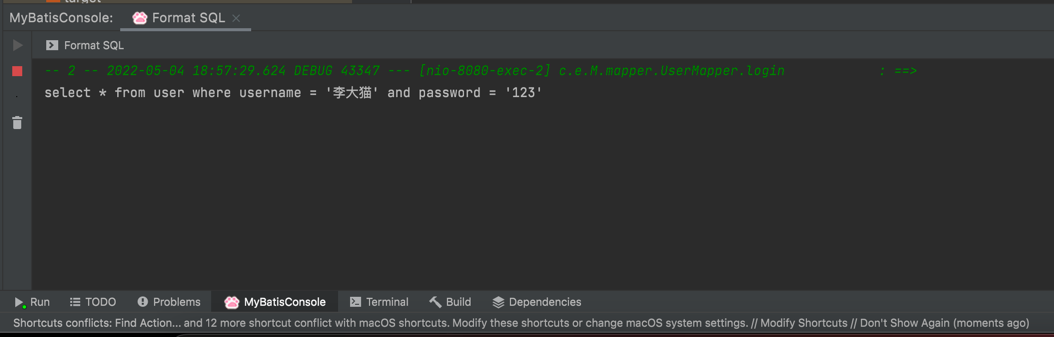 MyBatisConsole: Format SQL
Format SQL
-- 2 -- 2022-05-04 18:57:29.624 DEBUG 43347 --- [nio-8080-exec-2] c.e.M.mapper.UserMapper.login : ==>
select * from user where username = '李大猫' and password = '123'
Run TODO Problems MyBatisConsole Terminal Build Dependencies
Shortcuts conflicts: Find Action... and 12 more shortcut conflict with macOS shortcuts. Modify these shortcuts or change macOS system settings. // Modify Shortcuts // Don't Show Again (moments ago)